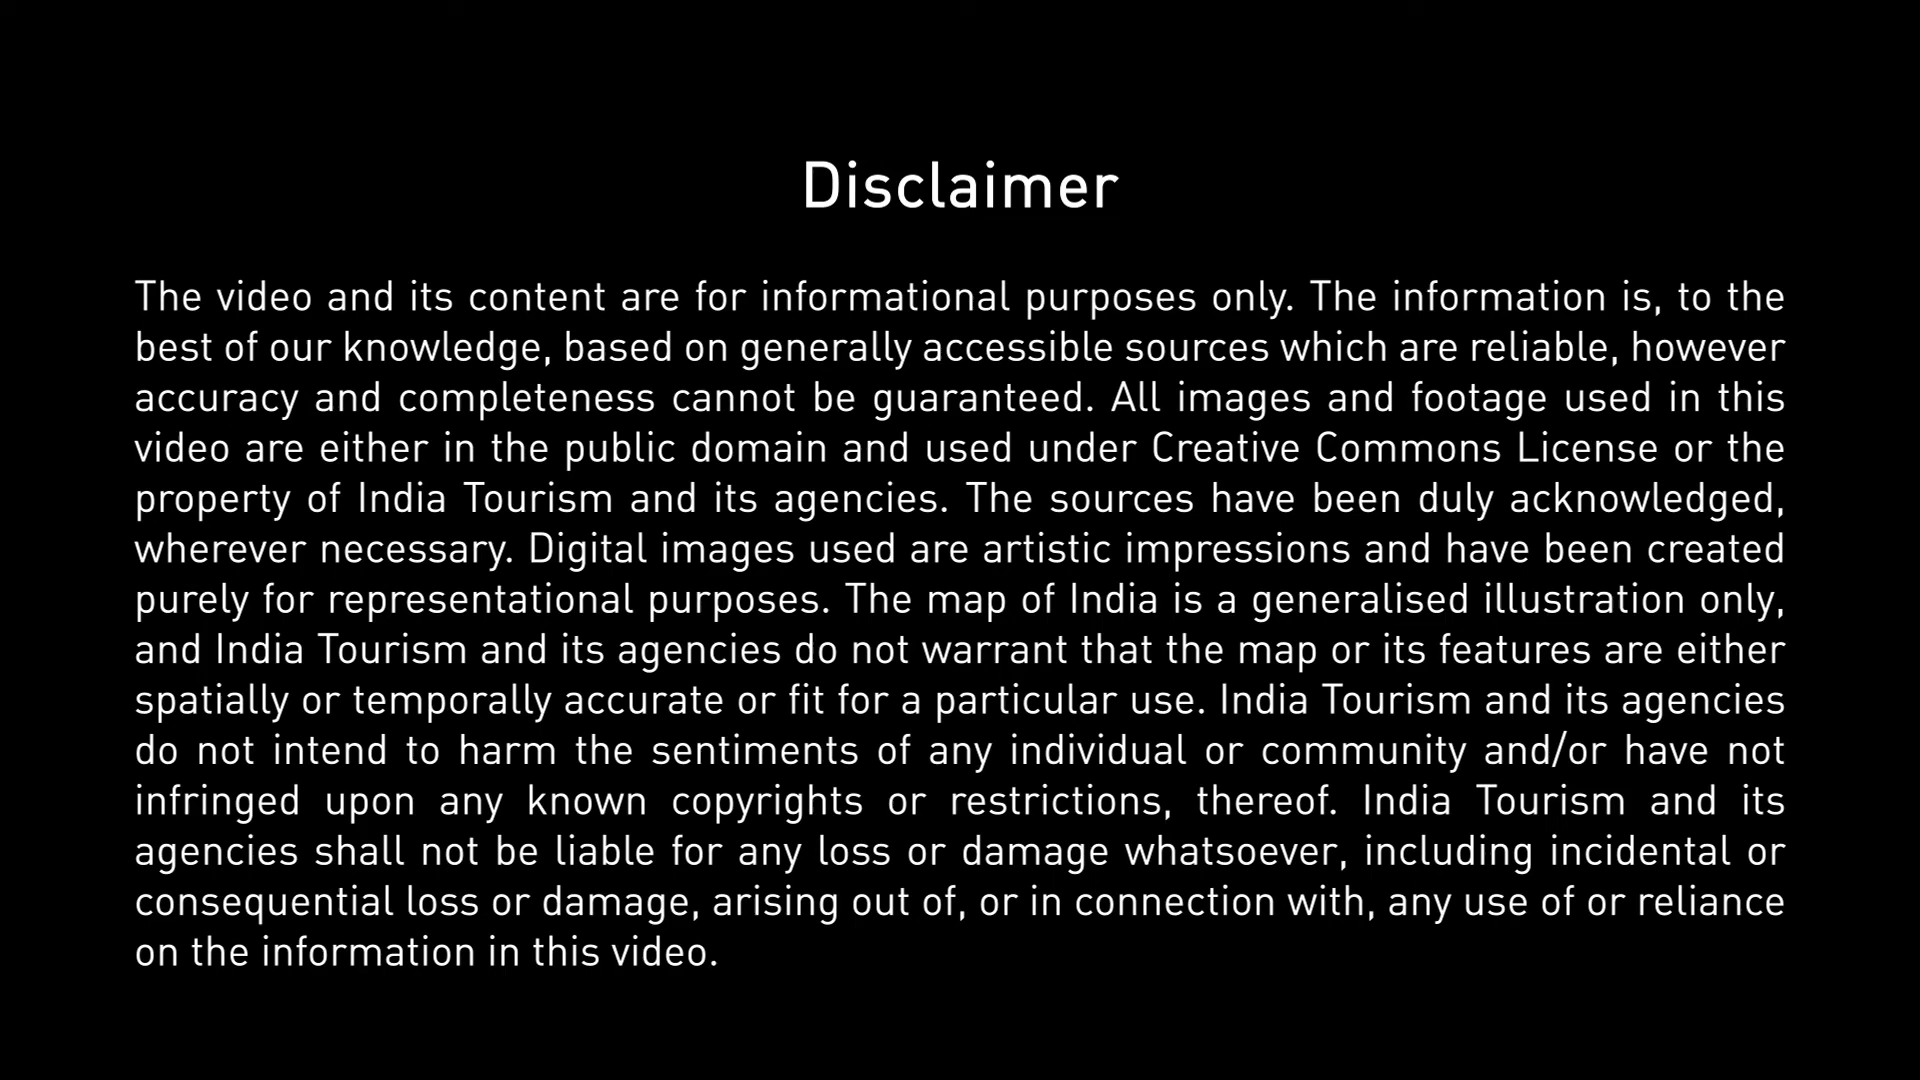 Disclaimer
The video and its content are for informational purposes only. The information is, to the
best of our knowledge, based on generally accessible sources which are reliable, however
accuracy and completeness cannot be guaranteed. All images and footage used in this
video are either in the public domain and used under Creative Commons License or the
property of India Tourism and its agencies. The sources have been duly acknowledged,
wherever necessary. Digital images used are artistic impressions and have been created
purely for representational purposes. The map of India is a generalised illustration only,
and India Tourism and its agencies do not warrant that the map or its features are either
spatially or temporally accurate or fit for a particular use. India Tourism and its agencies
do not intend to harm the sentiments of any individual or community and/or have not
infringed upon any known copyrights or restrictions, thereof. India Tourism and its
agencies shall not be liable for any loss or damage whatsoever, including incidental or
consequential loss or damage, arising out of, or in connection with, any use of or reliance
on the information in this video.